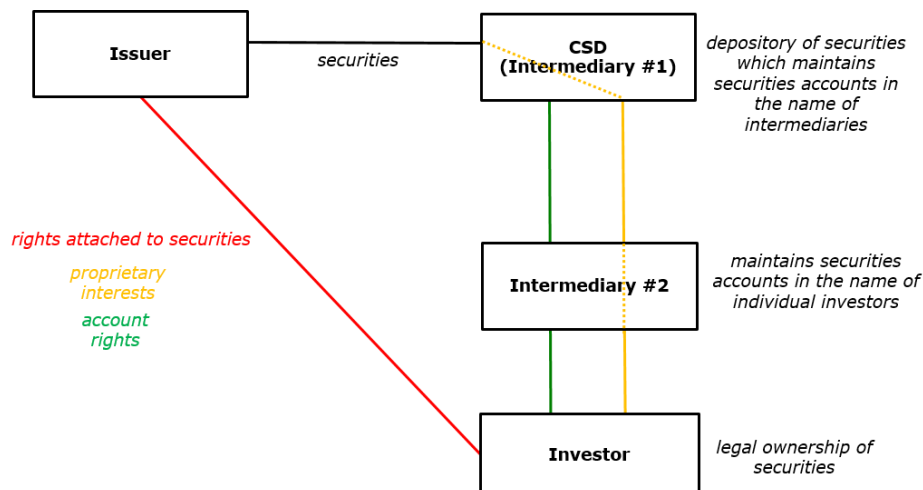 Issuer
securities
CSD
(Intermediary #1)
depository of securities
which maintains
securities accounts in
the name of
intermediaries
rights attached to securities
proprietary
interests
account
rights
Intermediary #2
maintains securities
accounts in the name of
individual investors
Investor
legal ownership of
securities